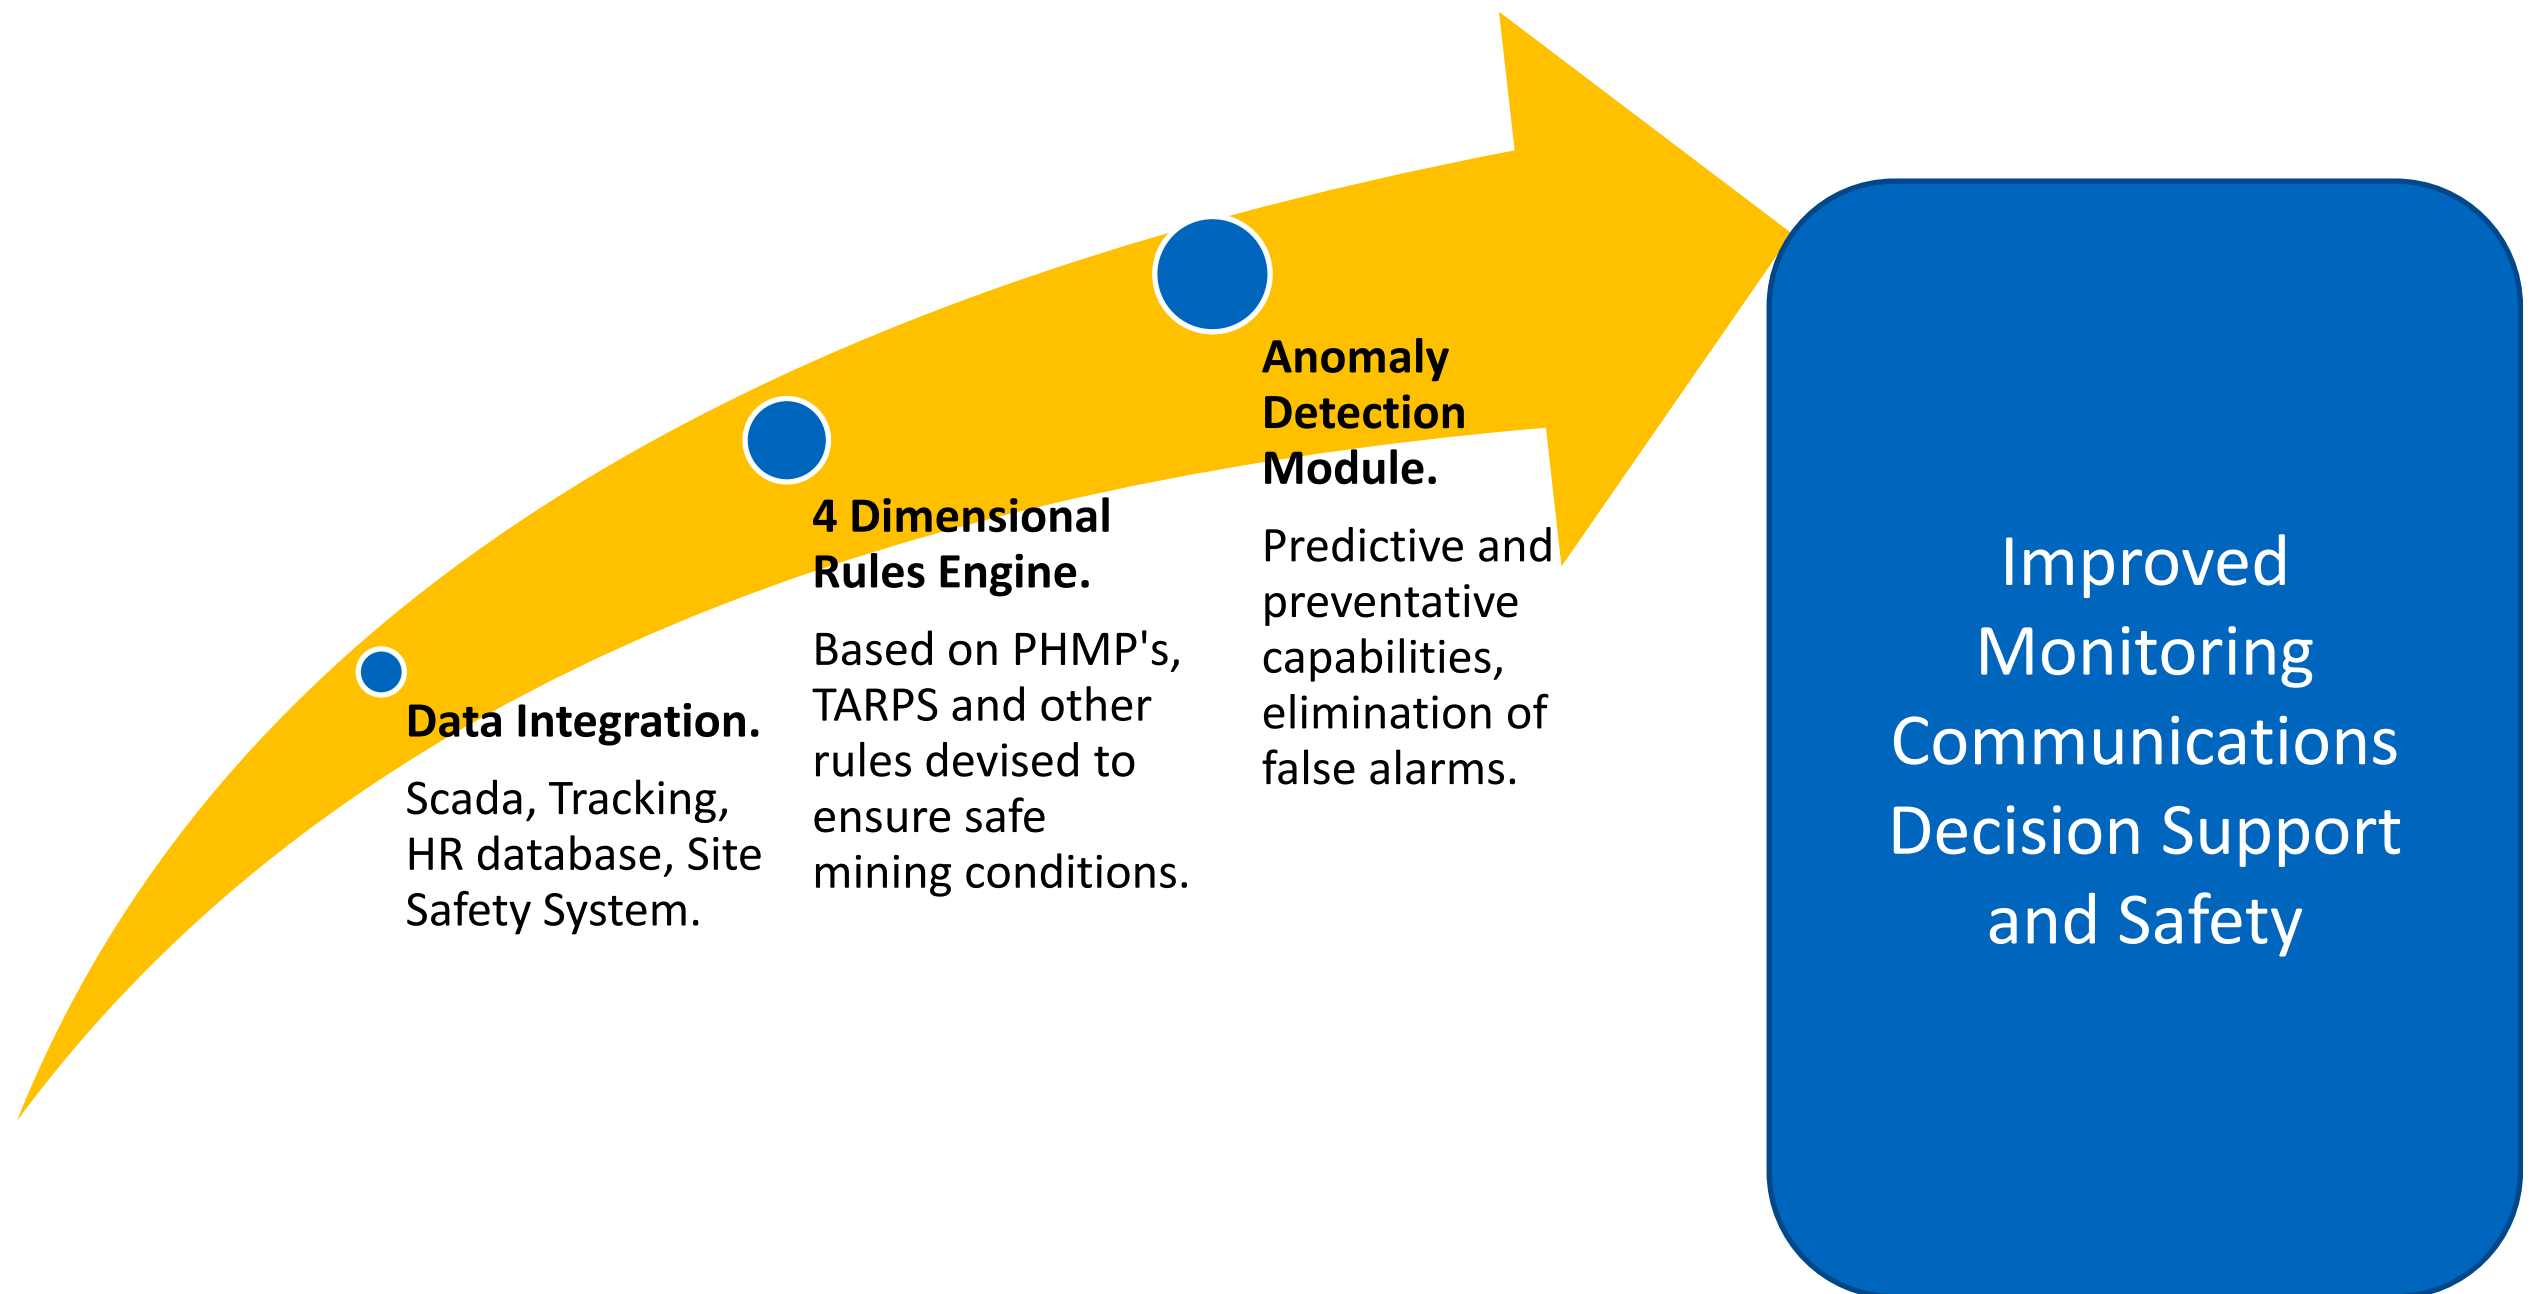 Data Integration.
Scada, Tracking,
HR database, Site
Safety System.
4 Dimensional
Rules Engine.
Based on PHMP's,
TARPS and other
rules devised to
ensure safe
mining conditions.
Anomaly
Detection
Module.
Predictive and
preventative
capabilities,
elimination of
false alarms.
Improved
Monitoring
Communications
Decision Support
and Safety